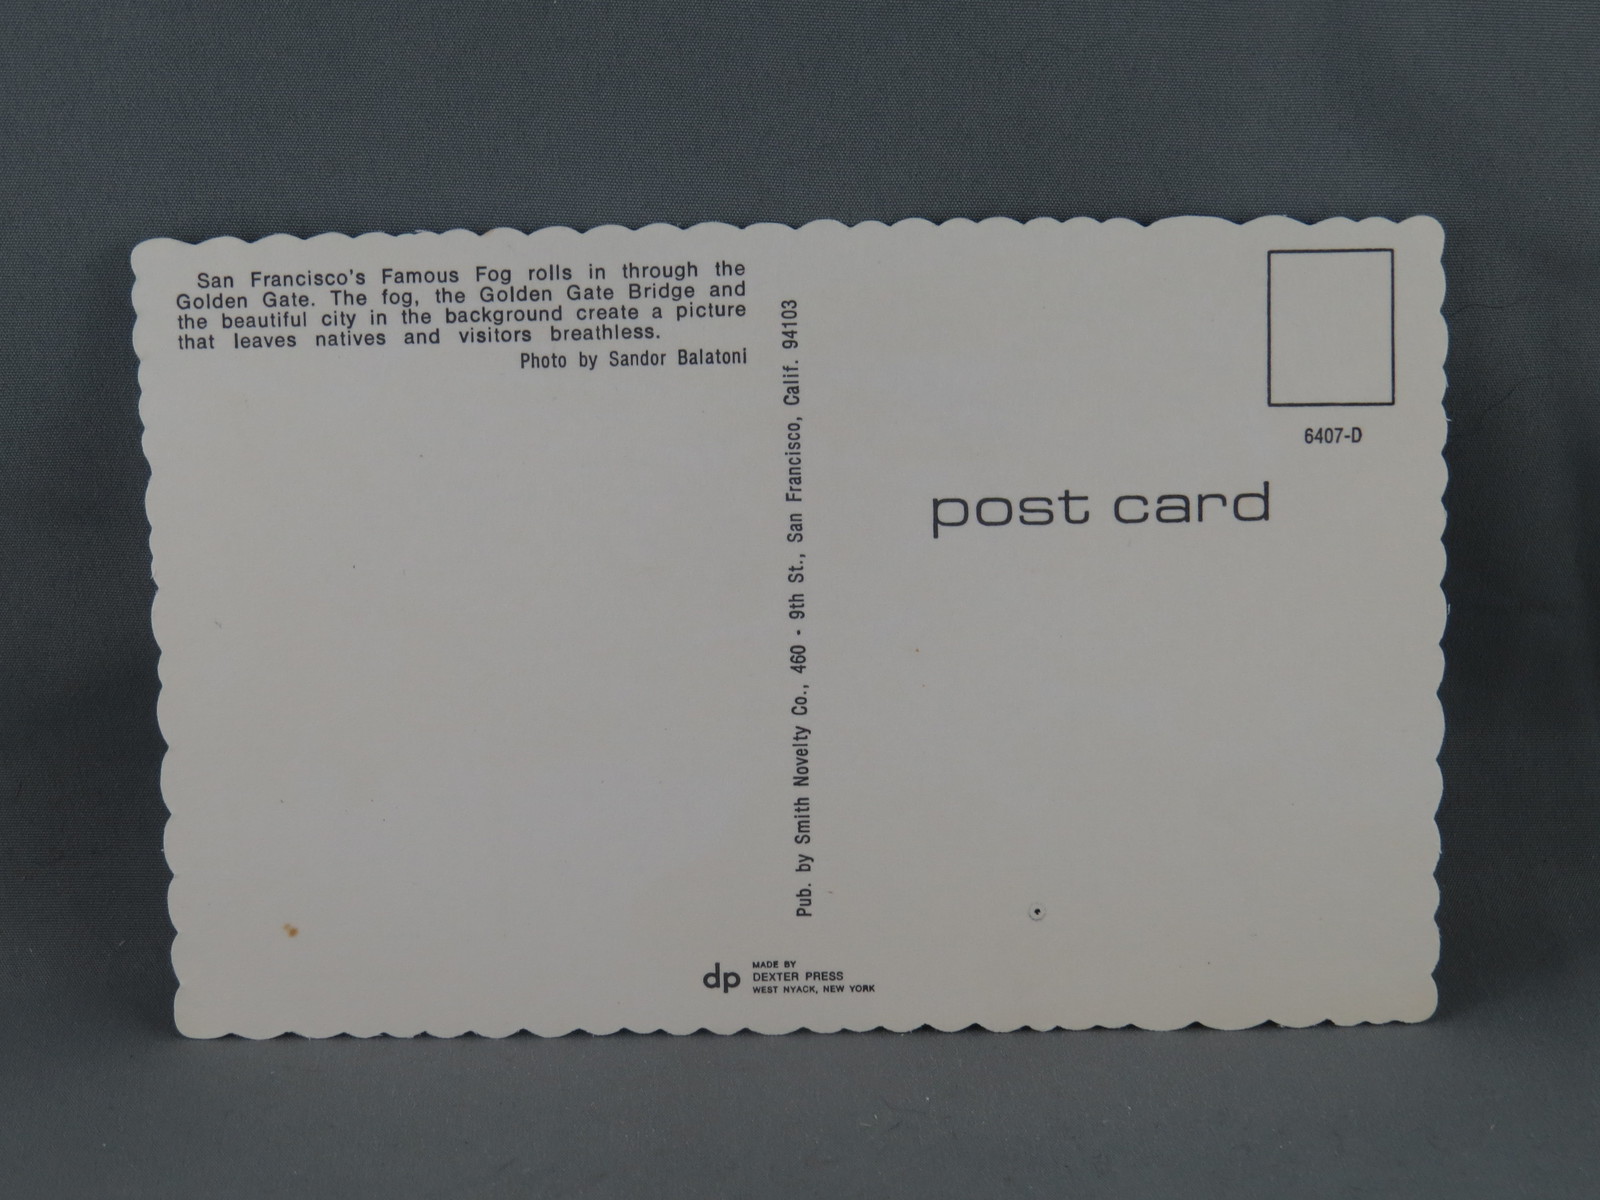 San Francisco's Famous Fog rolls in through the
Golden Gate. The fog, the Golden Gate Bridge and
the beautiful city in the background create a picture
that leaves natives and visitors breathless.
Photo by Sandor Balatoni
Pub. by Smith Novelty Co., 460 - 9th St., San Francisco, Calif. 94103
6407-D
post card
dp
MADE BY
DEXTER PRESS
WEST NYACK, NEW YORK